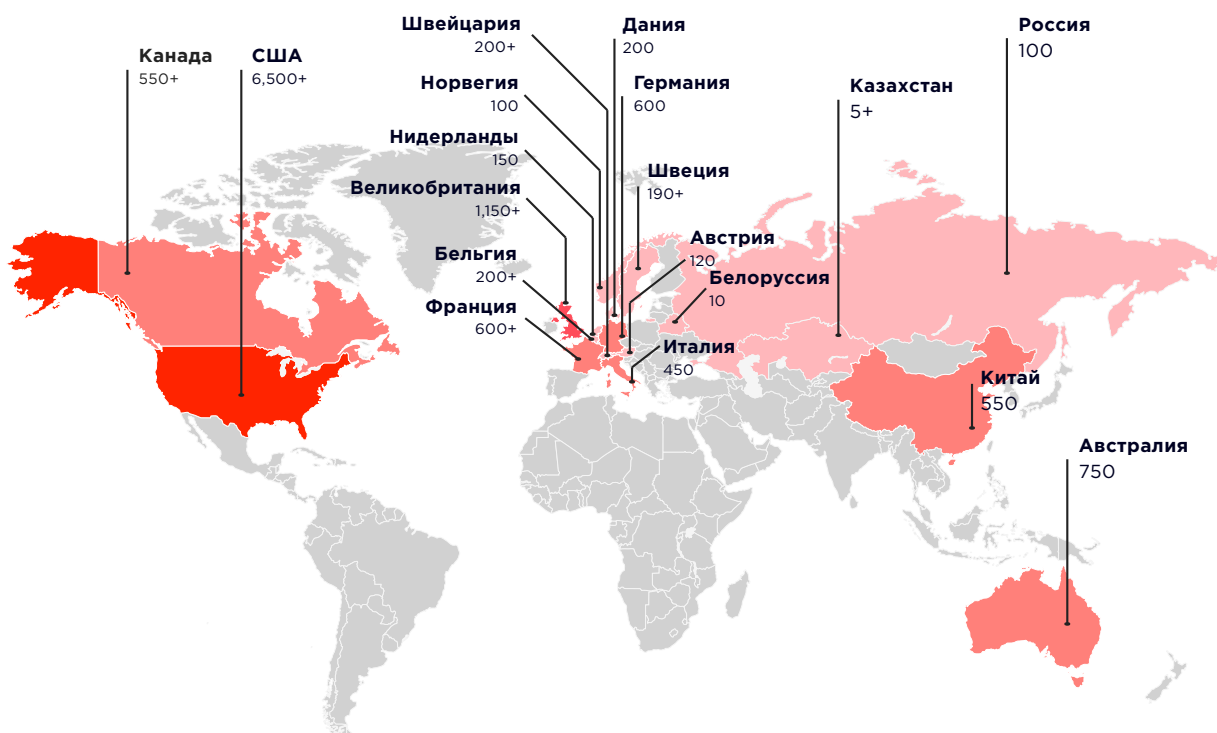 Канада
550+
США
6,500+
Швейцария
200+
Норвегия
100
Нидерланды
150
Великобритания
1,150+
Бельгия
200+
Франция
600+
Дания
200
Германия
600
Швеция
190+
Австрия
120
Белоруссия
10
Италия
450
Россия
100
Казахстан
5+
Китай
550
Австралия
750